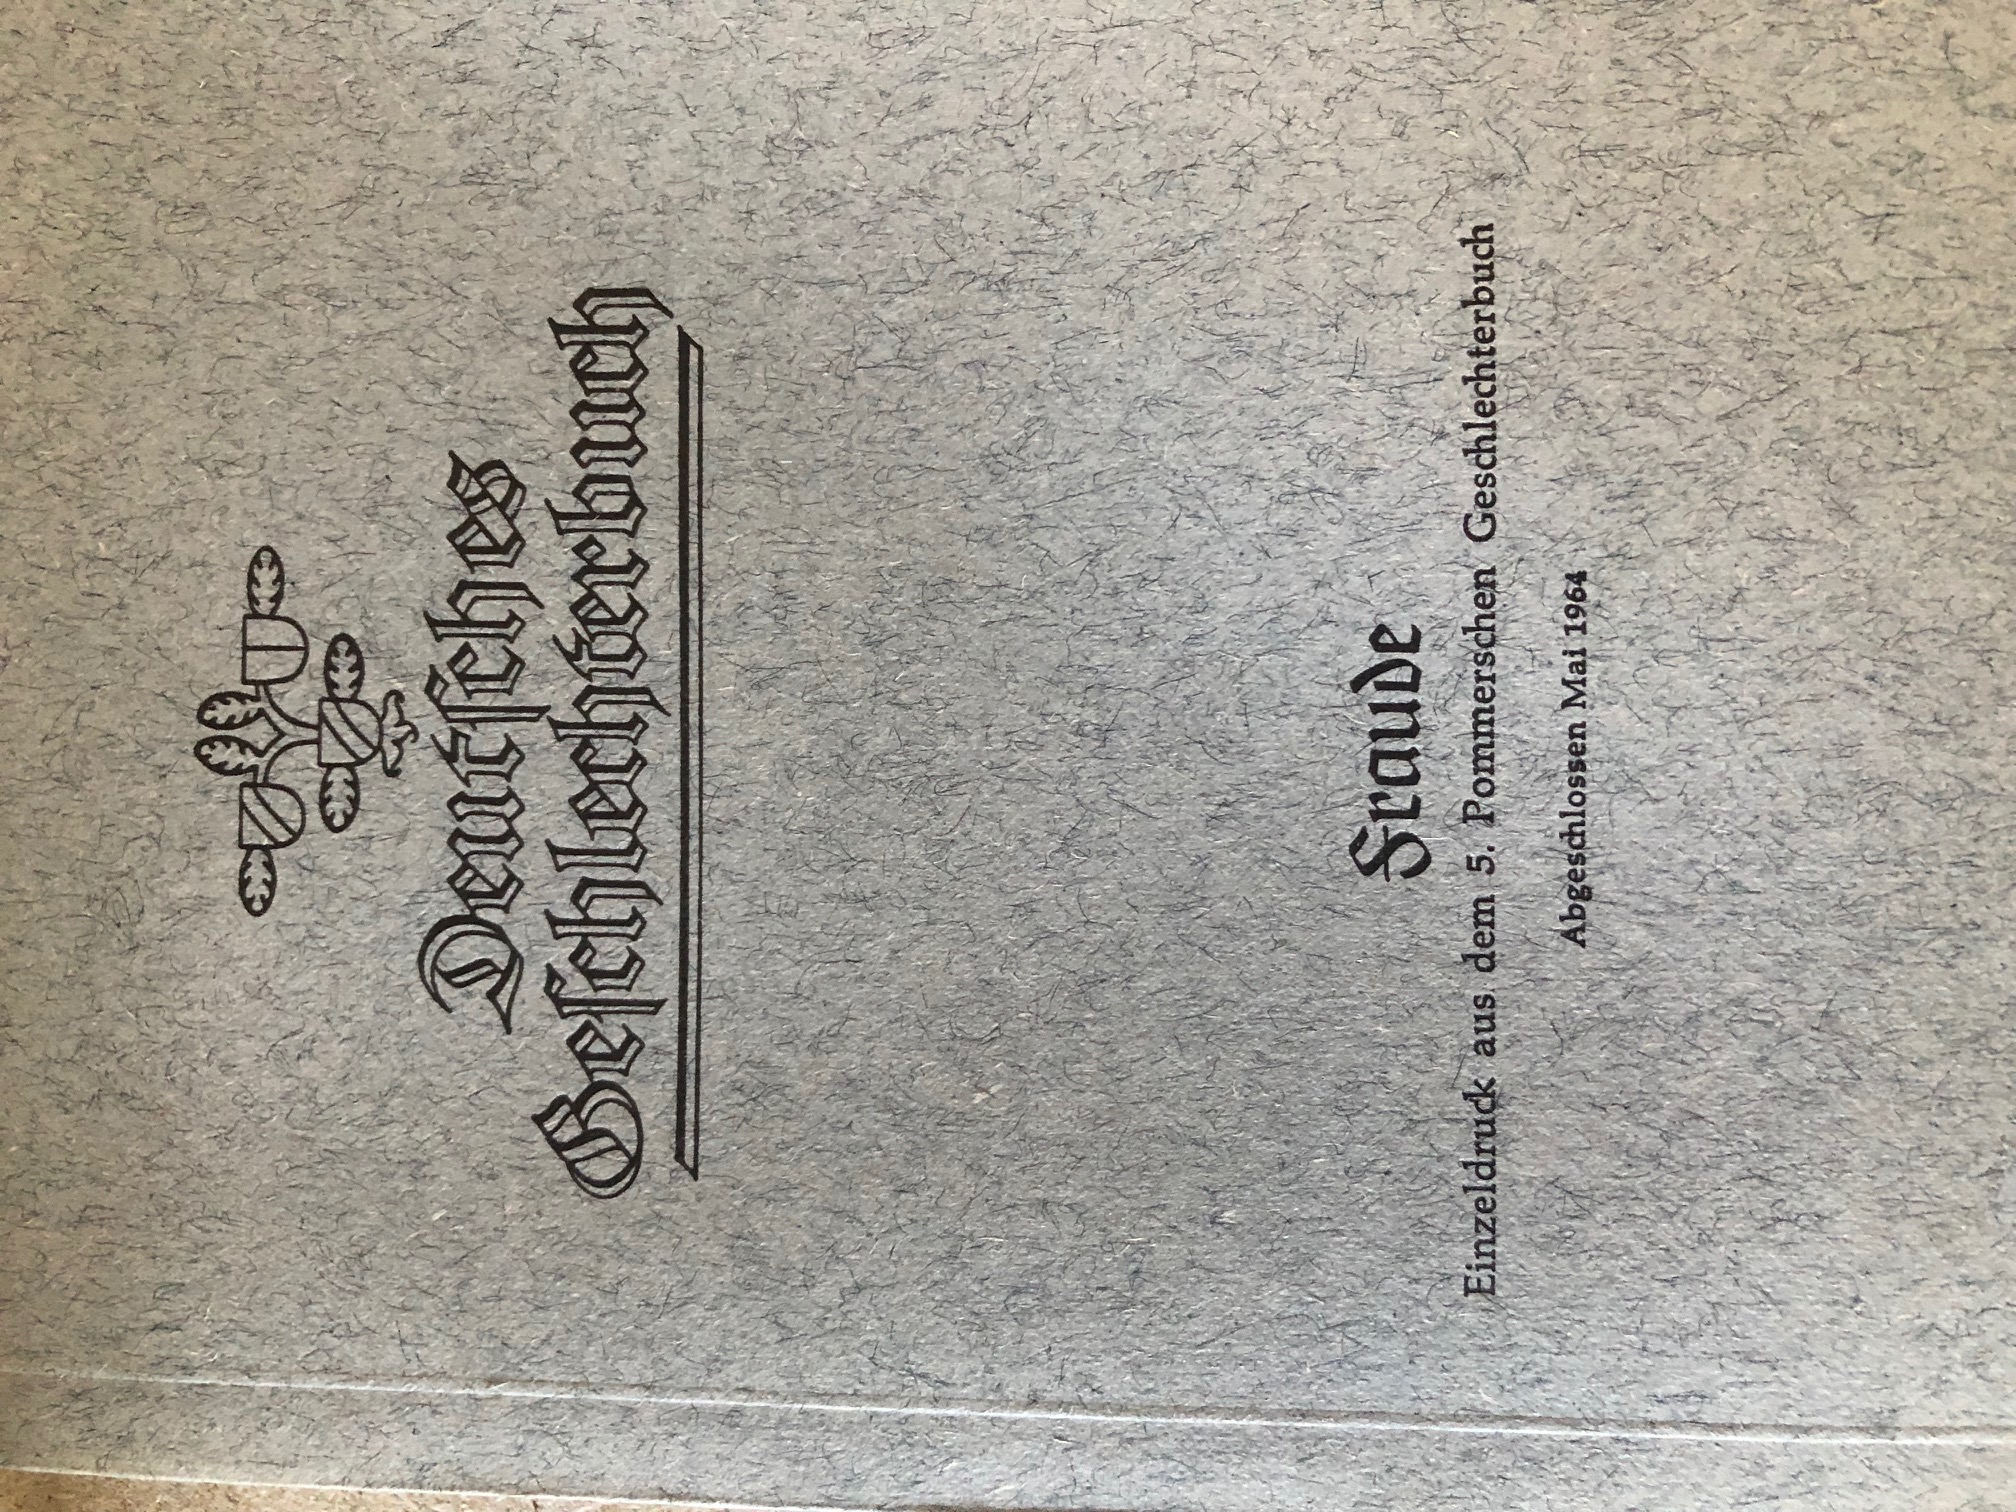 Deutſches
Geſchlechterbuch
Fraude
Einzeldruck aus dem 5. Pommerschen Geschlechterbuch
Abgeschlossen Mai 1964